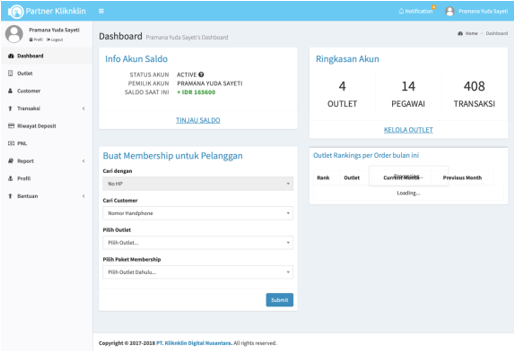 Partner Kliknklin
Notification
Pramana Yuda Sayeti
Pramana Yuda Sayeti
Profil Logout
Dashboard
Outlet
Customer
Transaksi
Riwayat Deposit
PNL
Report
Profil
Bantuan
Dashboard Pramana Yuda Sayeti's Dashboard
Home - Dashboard
Info Akun Saldo
STATUS AKUN ACTIVE
PEMILIK AKUN PRAMANA YUDA SAYETI
SALDO SAAT INI + IDR 165600
TINJAU SALDO
Ringkasan Akun
4 14 408
OUTLET PEGAWAI TRANSAKSI
KELOLA OUTLET
Buat Membership untuk Pelanggan
Cari dengan
No HP
Cari Customer
Nomor Handphone
Pilih Outlet
Pilih Outlet...
Pilih Paket Membership
Pilih Outlet Dahulu...
Submit
Outlet Rankings per Order bulan ini
Rank Outlet Current Month Previous Month
Processing...
Loading...
Copyright © 2017-2018 PT. Kliknklin Digital Nusantara. All rights reserved.